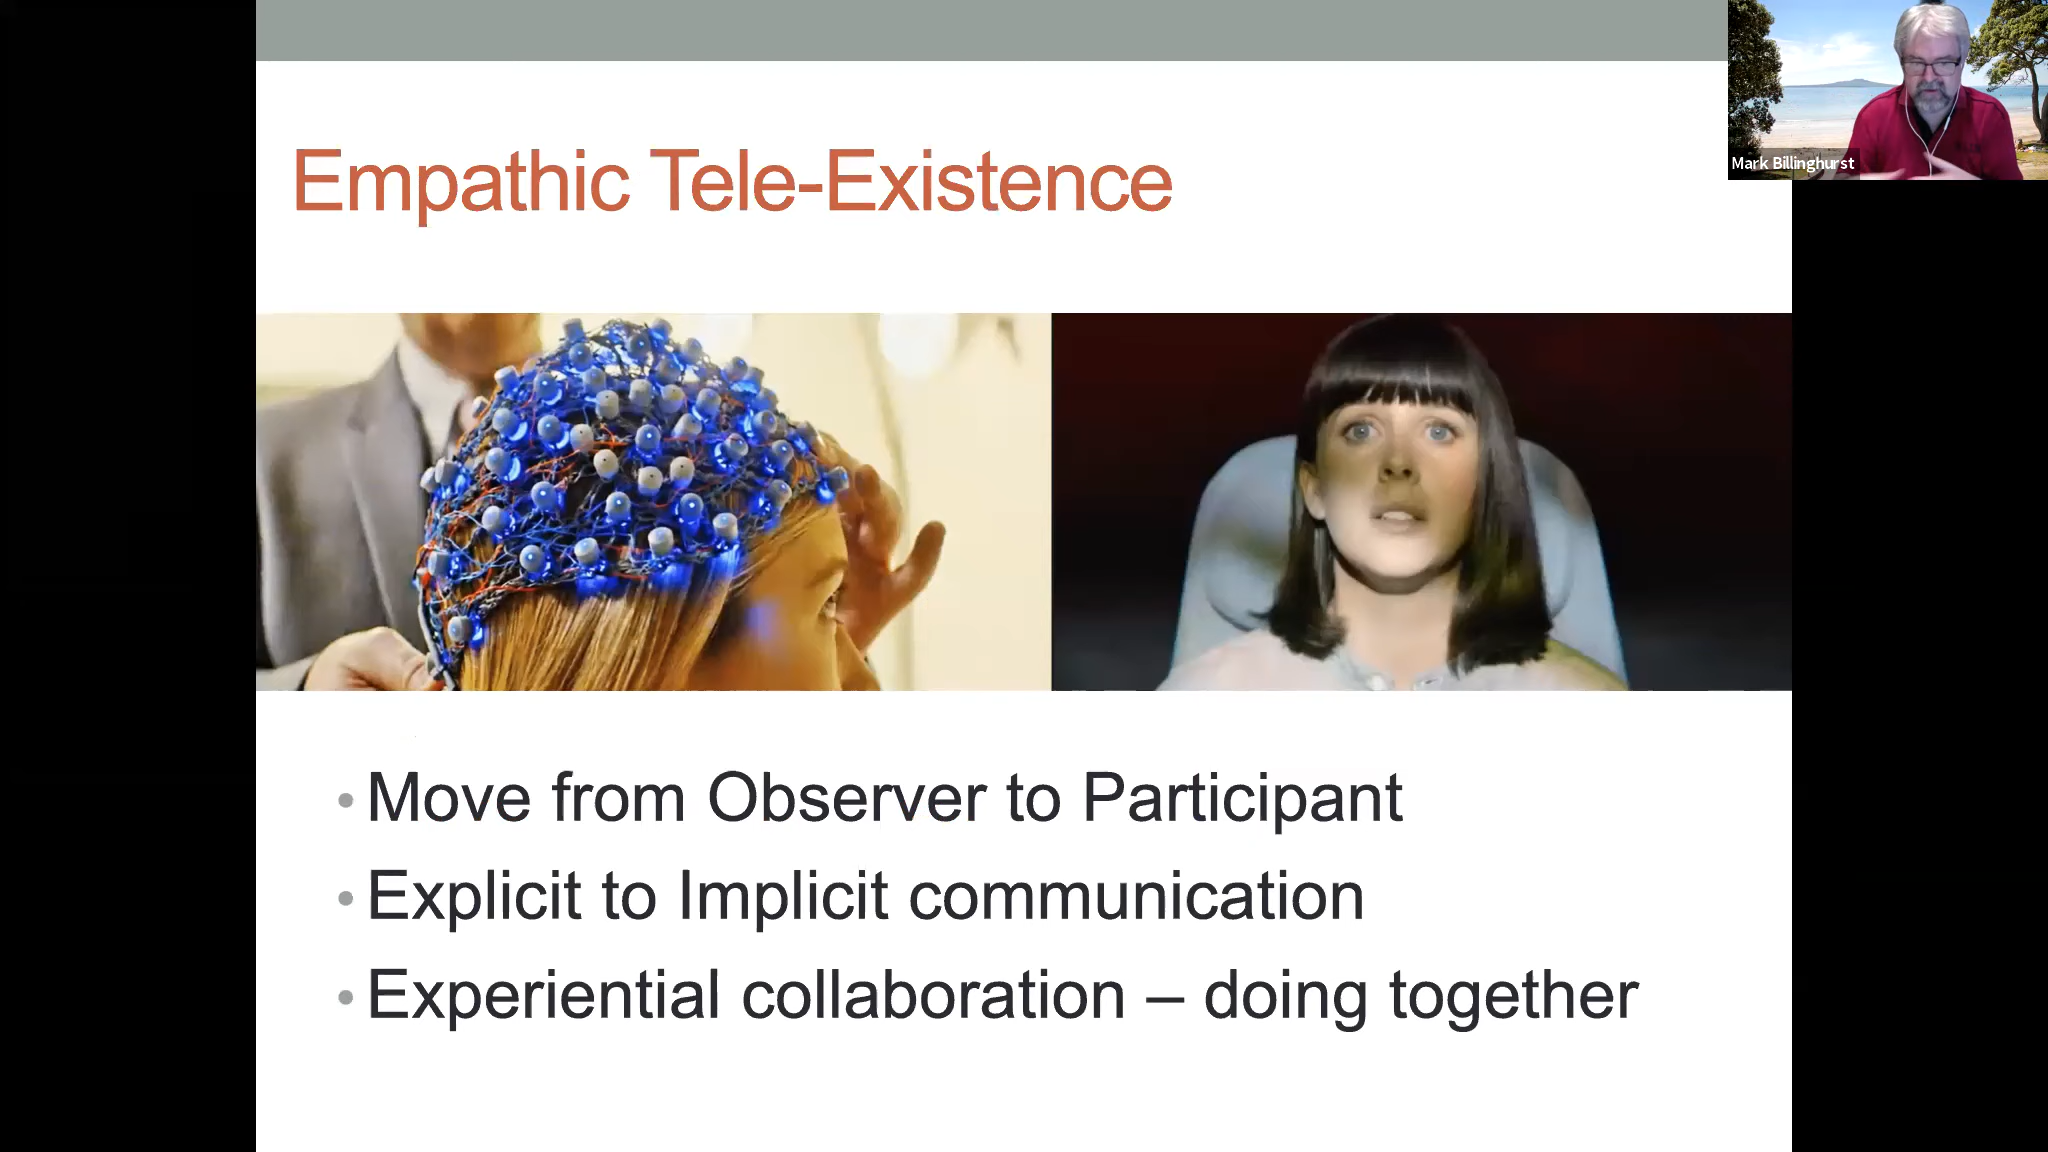 Empathic Tele-Existence
Mark Billinghurst
• Move from Observer to Participant
• Explicit to Implicit communication
• Experiential collaboration – doing together